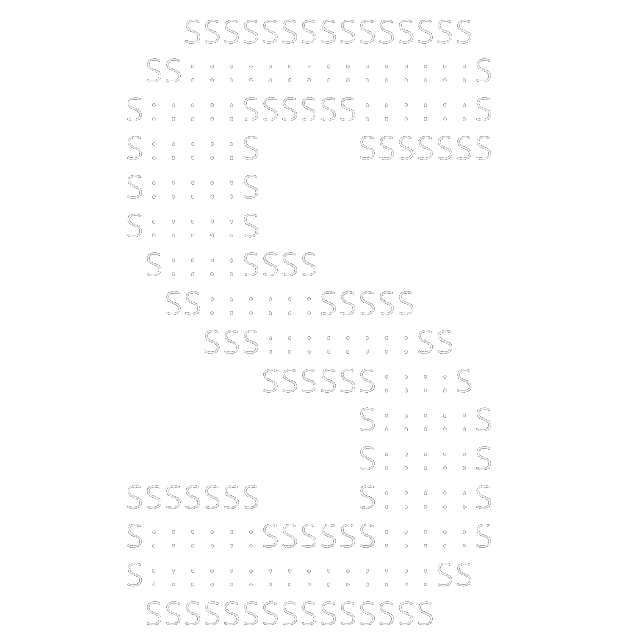 SSSSSSSSSSSSSSS
 SS:::::::::::::::S
S:::::SSSSSS::::::S
S:::::S     SSSSSSS
S:::::S
S:::::S
 S::::SSSS
  SS::::::SSSSS
    SSS::::::::SS
       SSSSSS::::S
            S:::::S
            S:::::S
SSSSSSS     S:::::S
S::::::SSSSSS:::::S
S:::::::::::::::SS
 SSSSSSSSSSSSSSS